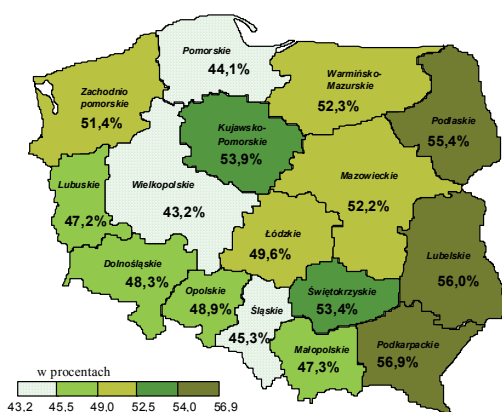 Pomorskie
44,1%
Warmińsko-
Mazurskie
52,3%
Zachodnio
pomorskie
51,4%
Podlaskie
55,4%
Kujawsko-
Pomorskie
53,9%
Lubuskie
47,2%
Wielkopolskie
43,2%
Mazowieckie
52,2%
Łódzkie
49,6%
Lubelskie
56,0%
Dolnośląskie
48,3%
Opolskie
48,9%
Śląskie
45,3%
Świętokrzyskie
53,4%
Małopolskie
47,3%
Podkarpackie
56,9%
w procentach
43,2 45,5 49,0 52,5 54,0 56,9